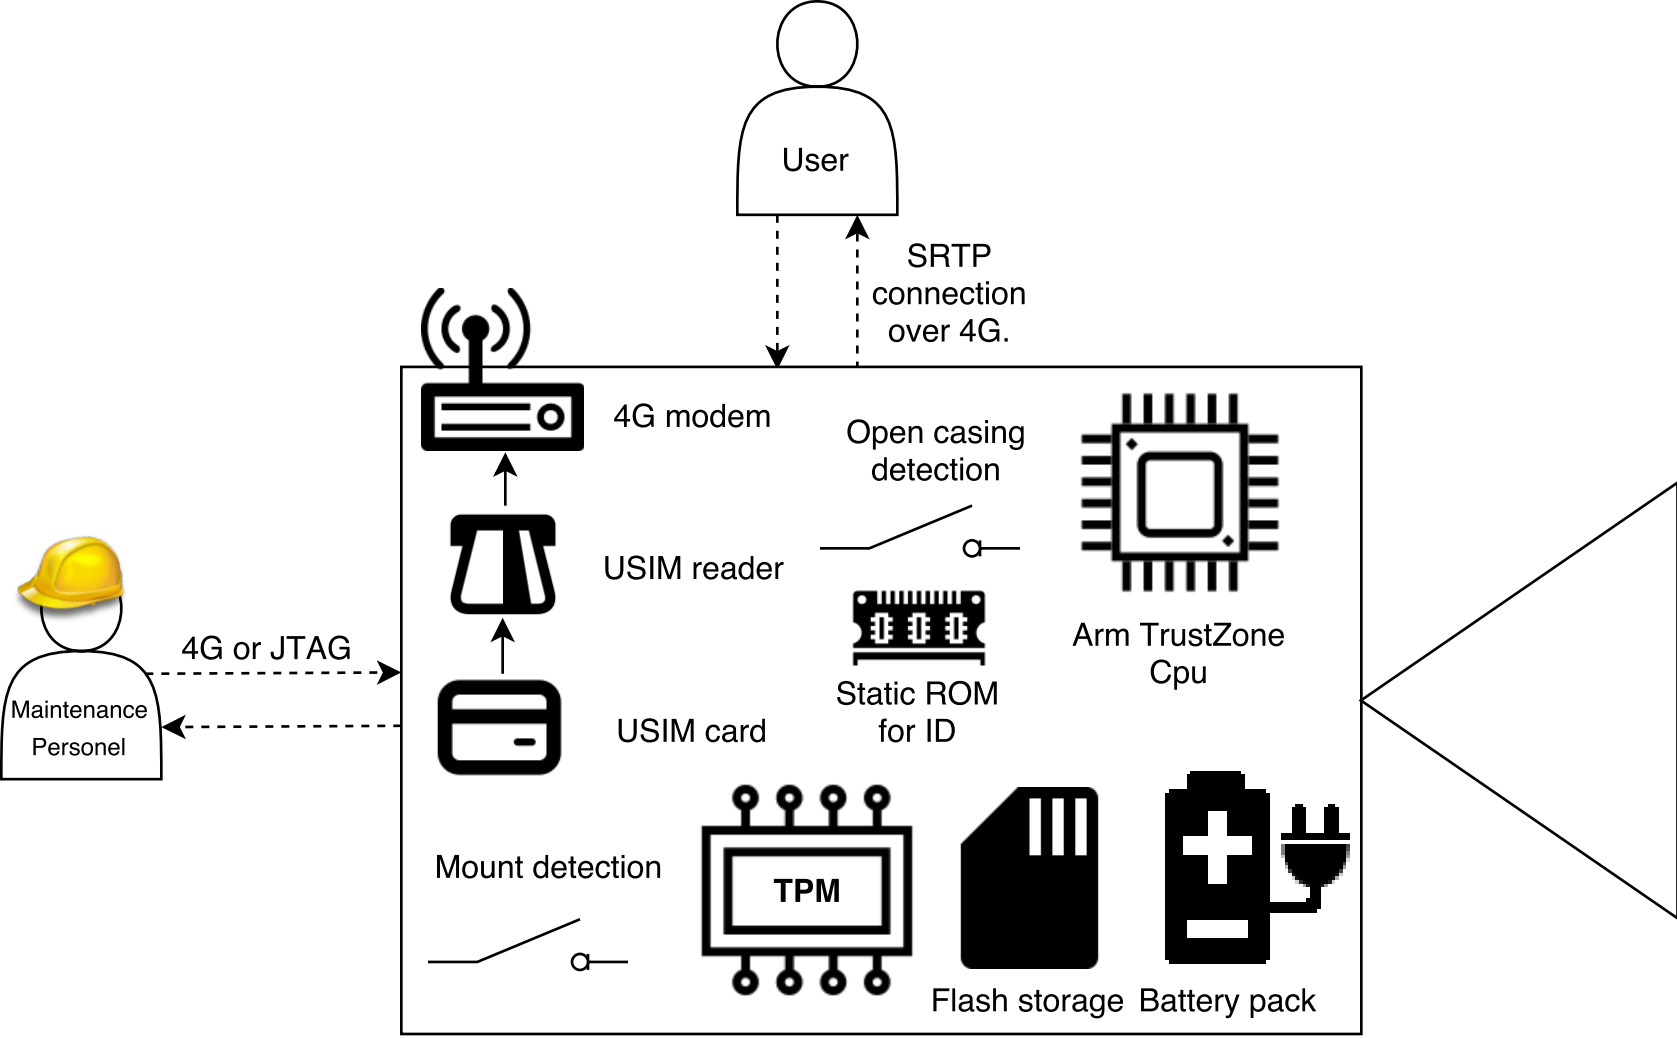 User
SRTP
connection
over 4G.
4G modem
Open casing
detection
USIM reader
4G or JTAG
Maintenance
Personel
Arm TrustZone
Cpu
Static ROM
for ID
USIM card
Mount detection
TPM
Flash storage
Battery pack